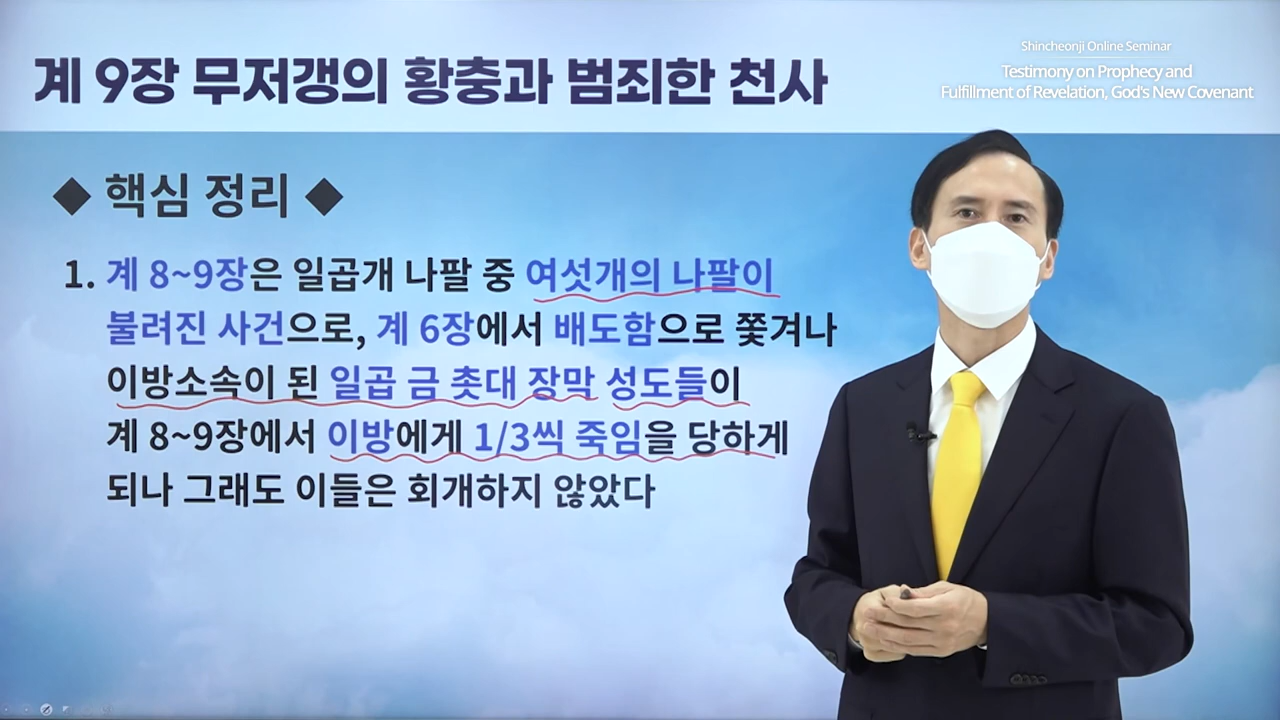 계 9장 무저갱의 황충과 범죄한 천사
Shincheonji Online Seminar
Testimony on Prophecy and
Fulfillment of Revelation, God's New Covenant
◆ 핵심 정리 ◆
1. 계 8~9장은 일곱개 나팔 중 여섯개의 나팔이
불려진 사건으로, 계 6장에서 배도함으로 쫓겨나
이방소속이 된 일곱 금 촛대 장막 성도들이
계 8~9장에서 이방에게 1/3씩 죽임을 당하게
되나 그래도 이들은 회개하지 않았다